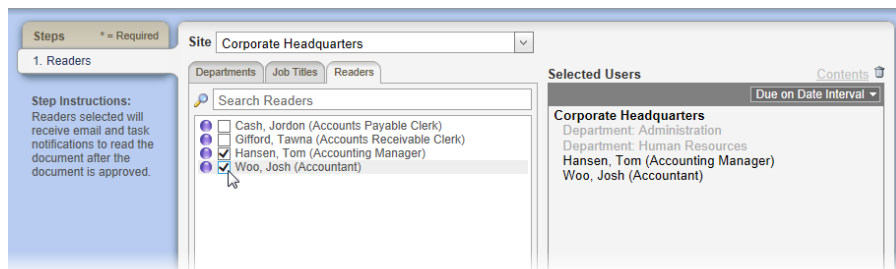 Steps * = Required
1. Readers
Step Instructions:
Readers selected will
receive email and task
notifications to read the
document after the
document is approved.
Site Corporate Headquarters
Departments Job Titles Readers
Search Readers
Cash, Jordon (Accounts Payable Clerk)
Gifford, Tawna (Accounts Receivable Clerk)
Hansen, Tom (Accounting Manager)
Woo, Josh (Accountant)
Selected Users Contents
Due on Date Interval
Corporate Headquarters
Department: Administration
Department: Human Resources
Hansen, Tom (Accounting Manager)
Woo, Josh (Accountant)